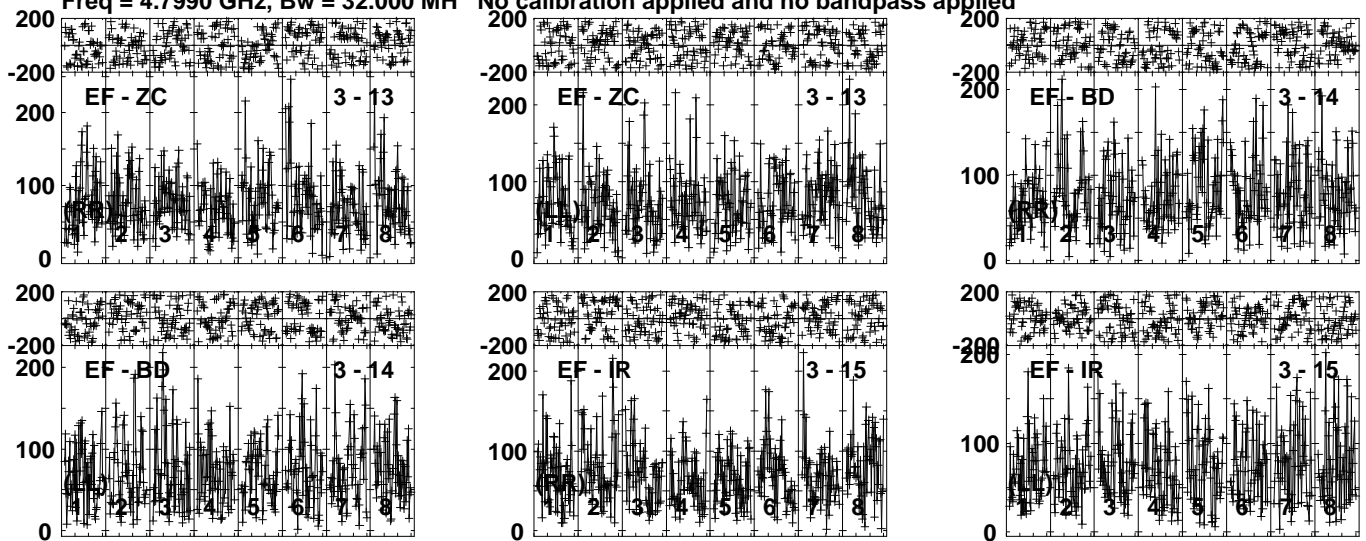 Freq = 4.7990 GHz, Bw = 32.000 MH No calibration applied and no bandpass applied
200
-200
EF - ZC 3 - 13
200
100
(RR)
1 2 3 4 5 6 7 8
0
200
-200
EF - ZC 3 - 13
200
100
(LL)
1 2 3 4 5 6 7 8
0
200
-200
EF - BD 3 - 14
200
100
(RR)
1 2 3 4 5 6 7 8
0
200
-200
EF - BD 3 - 14
200
100
(LL)
1 2 3 4 5 6 7 8
0
200
-200
EF - IR 3 - 15
200
100
(RR)
1 2 3 4 5 6 7 8
0
200
-200
200
EF - IR 3 - 15
100
(LL)
1 2 3 4 5 6 7 8
0